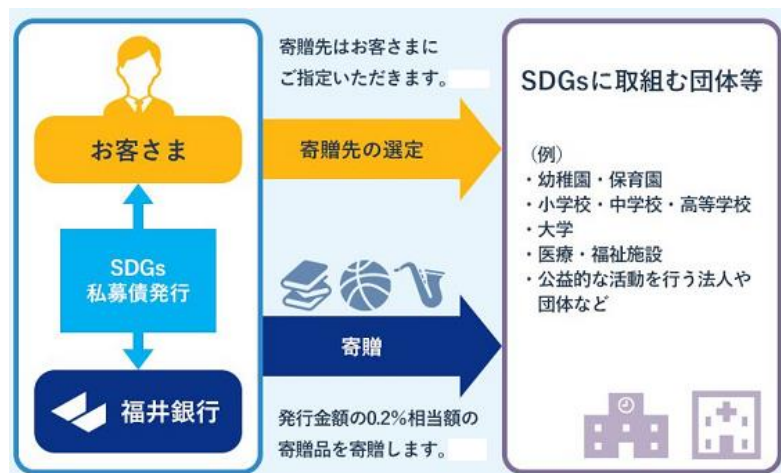 お客さま
SDGs
私募債発行
福井銀行
寄贈先はお客さまに
ご指定いただきます。
寄贈先の選定
寄贈
発行金額の0.2%相当額の
寄贈品を寄贈します。
SDGsに取組む団体等
（例）
・幼稚園・保育園
・小学校・中学校・高等学校
・大学
・医療・福祉施設
・公益的な活動を行う法人や
団体など